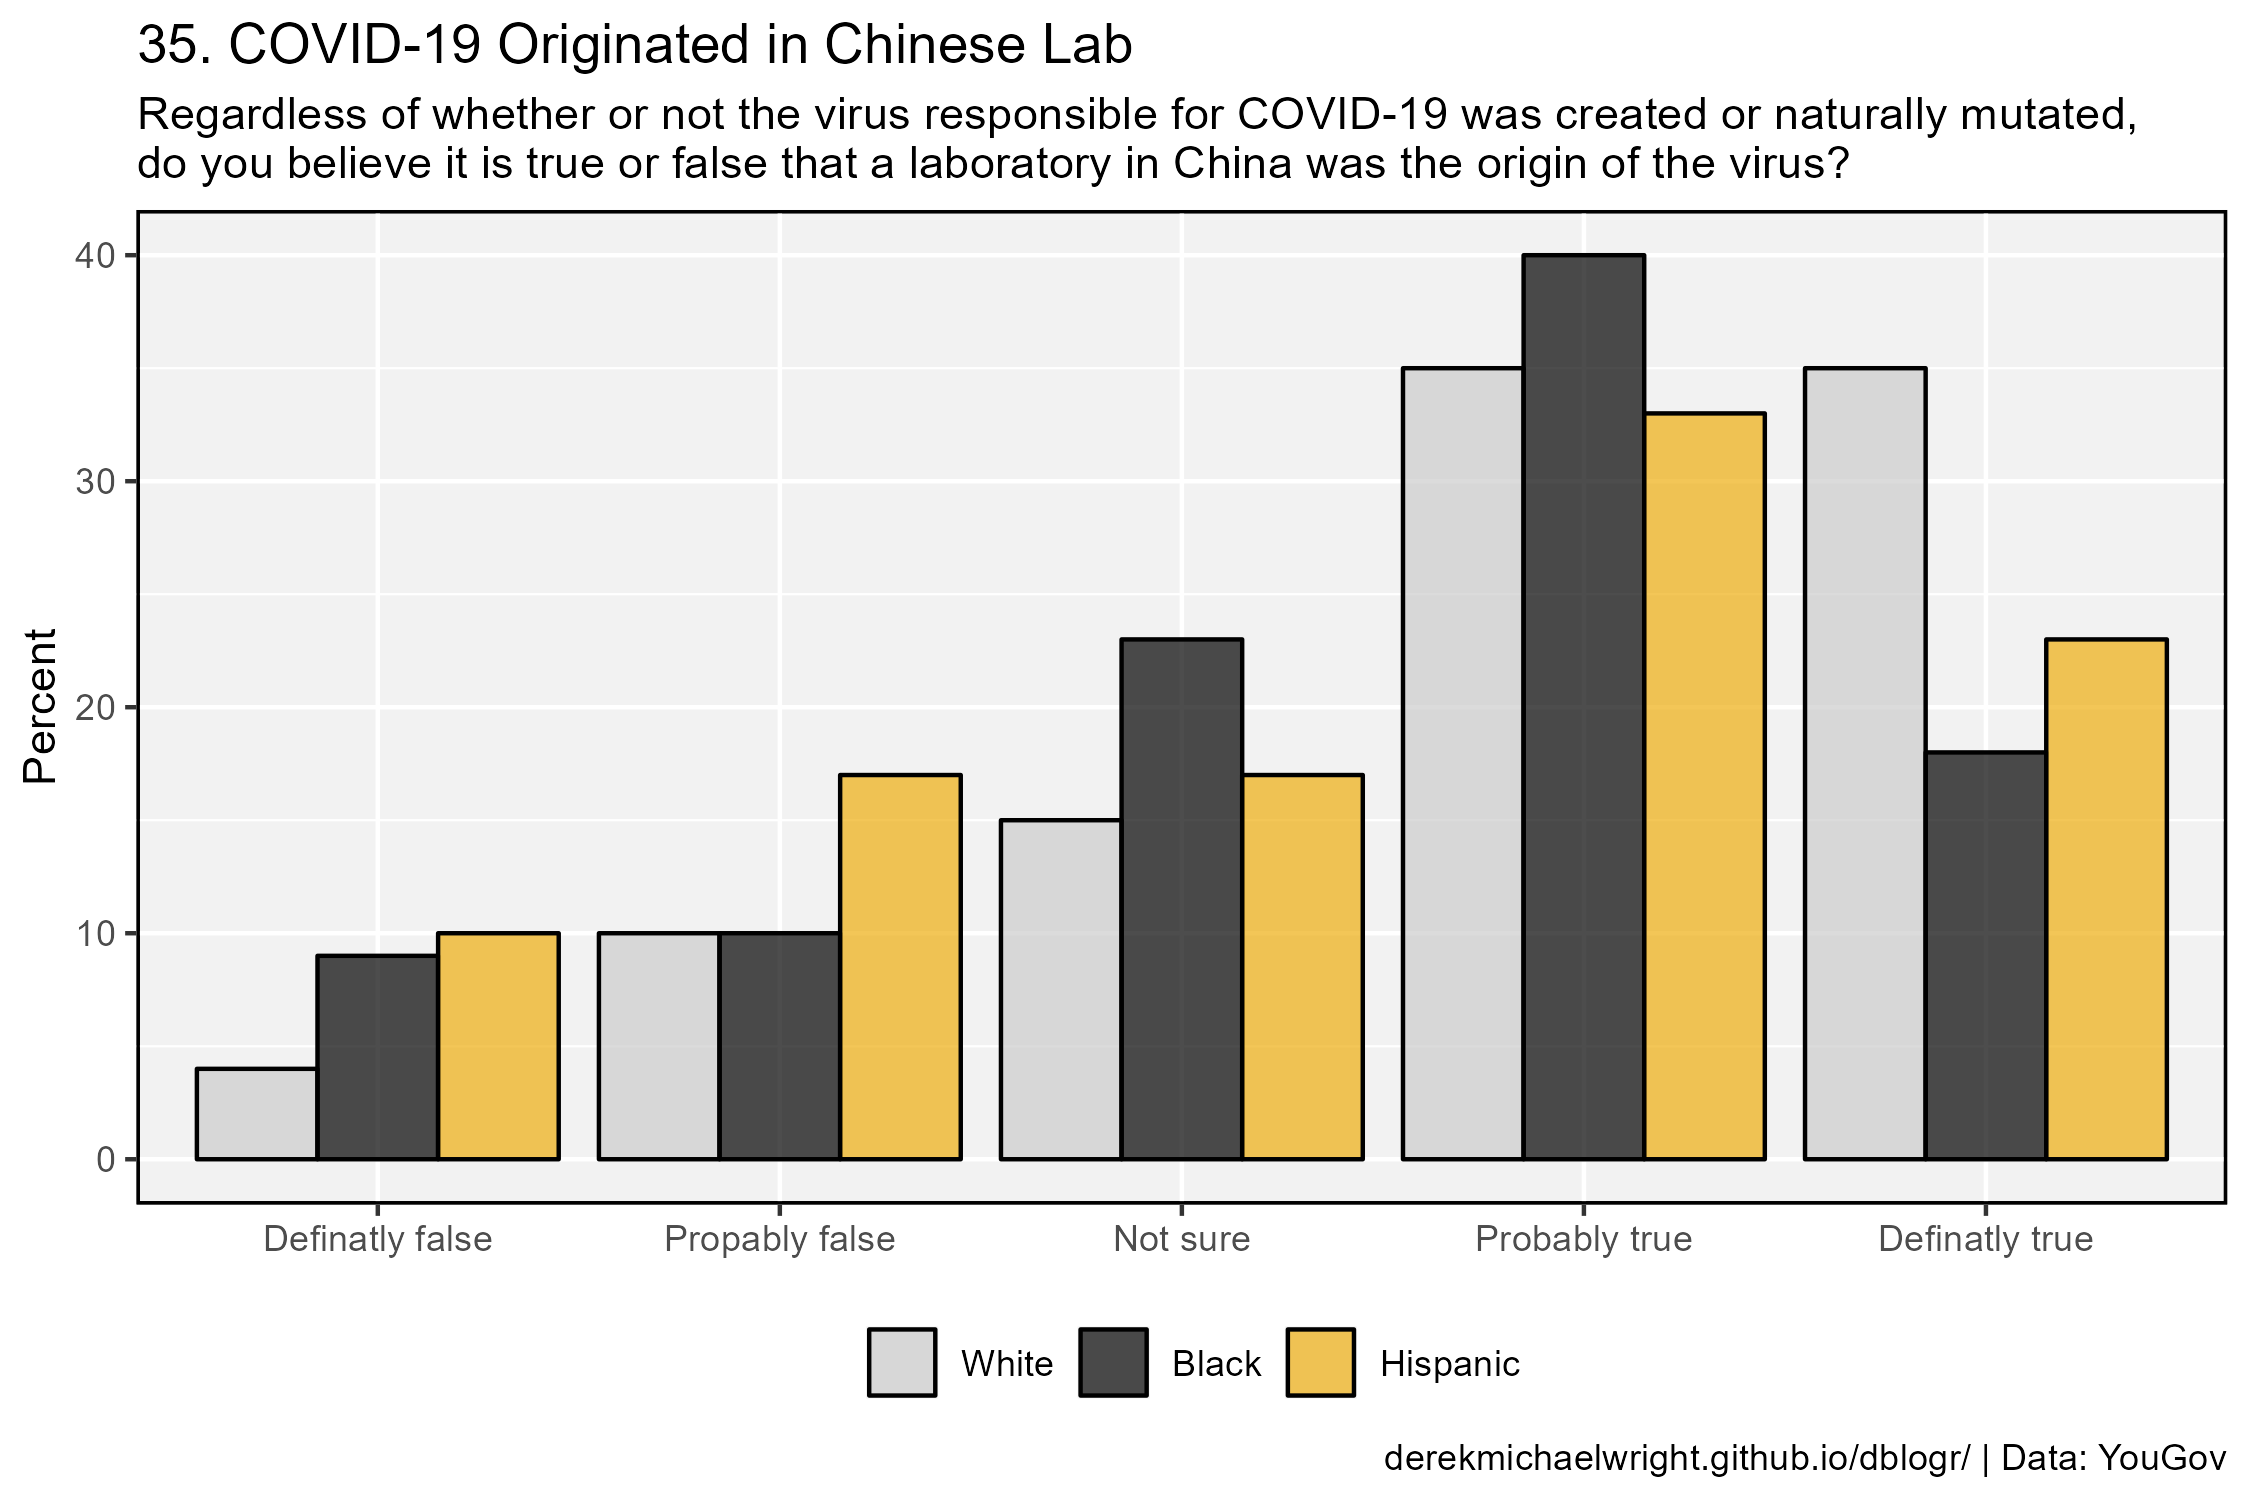 35. COVID-19 Originated in Chinese Lab
Regardless of whether or not the virus responsible for COVID-19 was created or naturally mutated,
do you believe it is true or false that a laboratory in China was the origin of the virus?
Percent
40
30
20
10
0
Definatly false
Propably false
Not sure
Probably true
Definatly true
White
Black
Hispanic
derekmichaelwright.github.io/dblogr/ | Data: YouGov